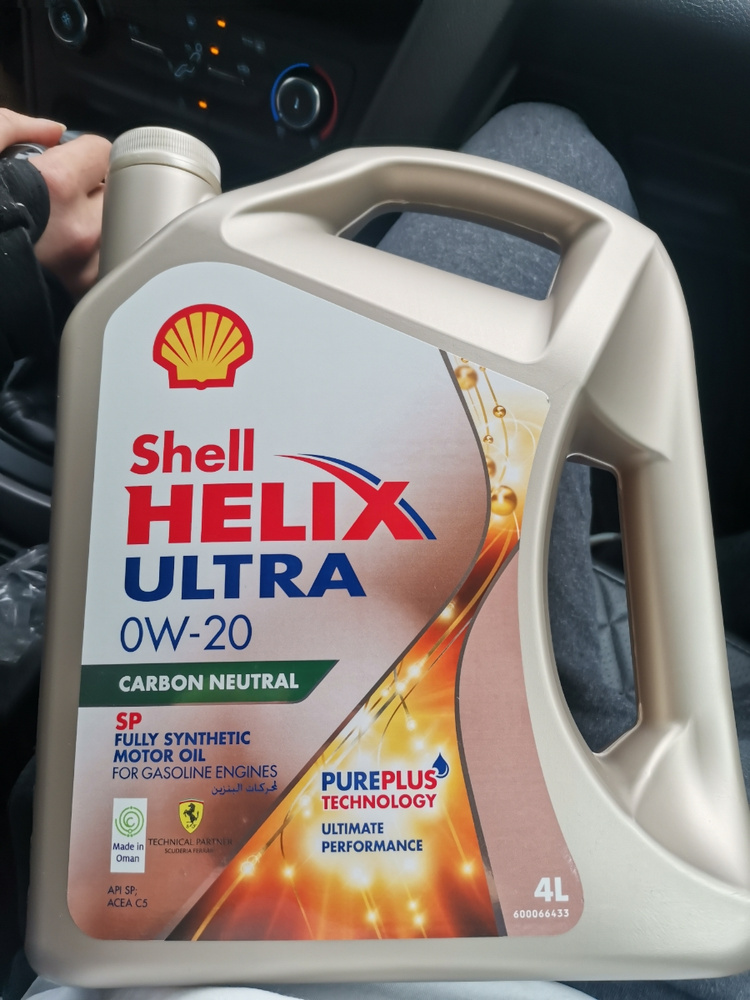 Shell
HELIX
ULTRA
0W-20
CARBON NEUTRAL
SP
FULLY SYNTHETIC
MOTOR OIL
FOR GASOLINE ENGINES
لمحركات البنزين
Made in
Oman
TECHNICAL PARTNER
SCUDERIA FERRARI
API SP;
ACEA C5
PUREPLUS
TECHNOLOGY
ULTIMATE
PERFORMANCE
4L
600066433